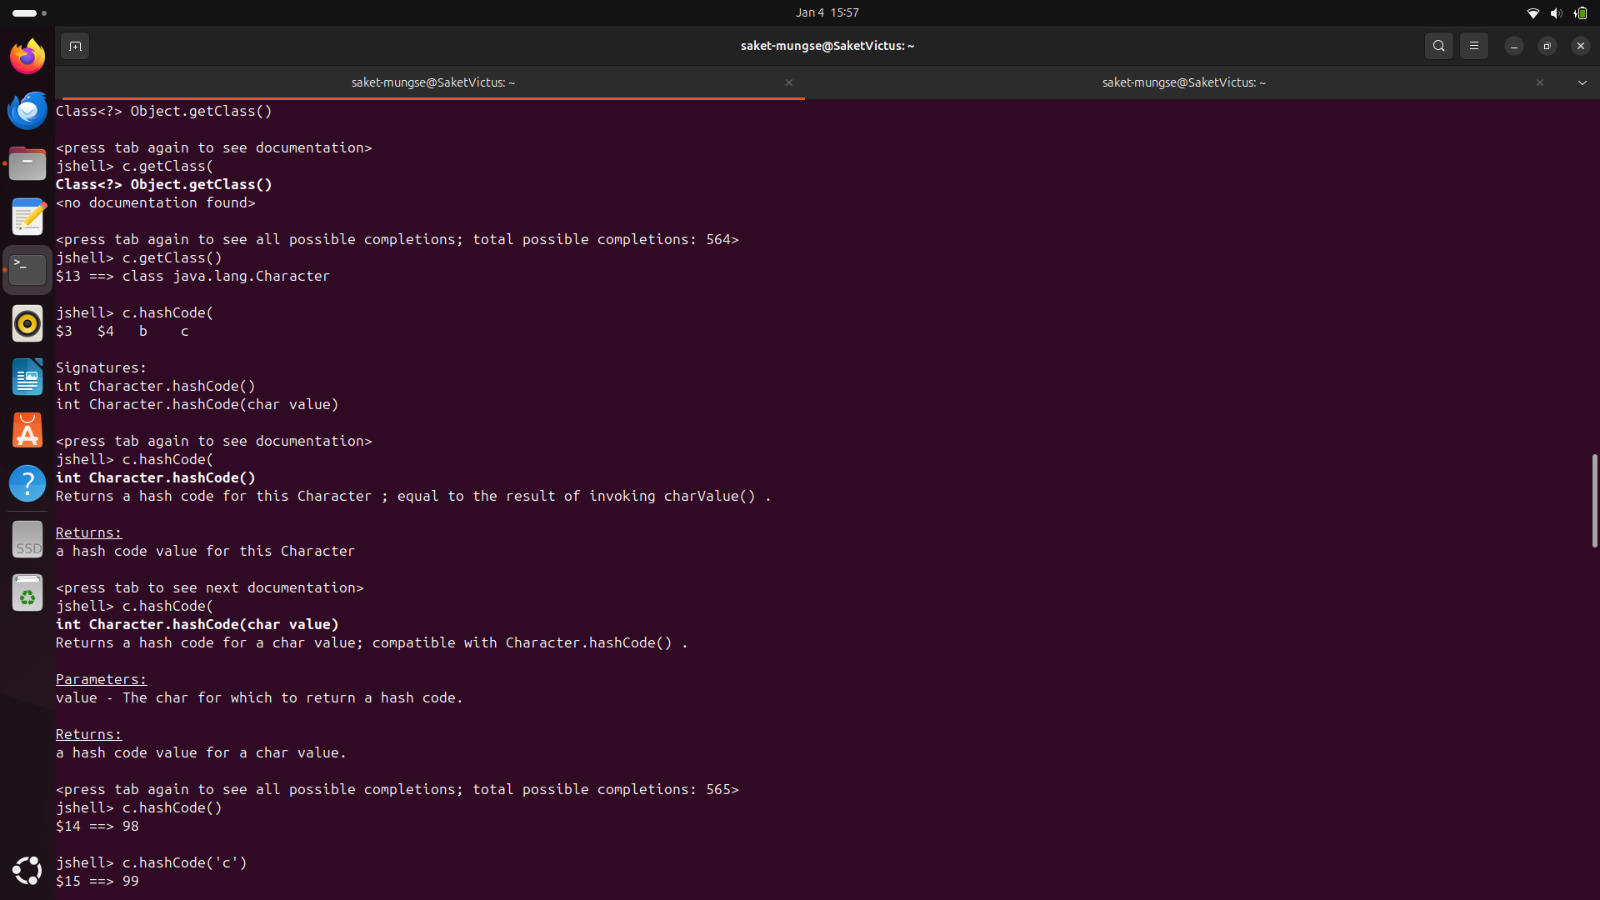 Jan 4 15:57
saket-mungse@SaketVictus: ~
saket-mungse@SaketVictus: ~
saket-mungse@SaketVictus: ~
Class<?> Object.getClass()
<press tab again to see documentation>
jshell> c.getClass(
Class<?> Object.getClass()
<no documentation found>
<press tab again to see all possible completions; total possible completions: 564>
jshell> c.getClass()
$13 ==> class java.lang.Character
jshell> c.hashCode(
$3 $4 b c
Signatures:
int Character.hashCode()
int Character.hashCode(char value)
<press tab again to see documentation>
jshell> c.hashCode(
int Character.hashCode()
Returns a hash code for this Character ; equal to the result of invoking charValue() .
Returns:
a hash code value for this Character
<press tab to see next documentation>
jshell> c.hashCode(
int Character.hashCode(char value)
Returns a hash code for a char value; compatible with Character.hashCode() .
Parameters:
value - The char for which to return a hash code.
Returns:
a hash code value for a char value.
<press tab again to see all possible completions; total possible completions: 565>
jshell> c.hashCode()
$14 ==> 98
jshell> c.hashCode('c')
$15 ==> 99
>_
?
SSD